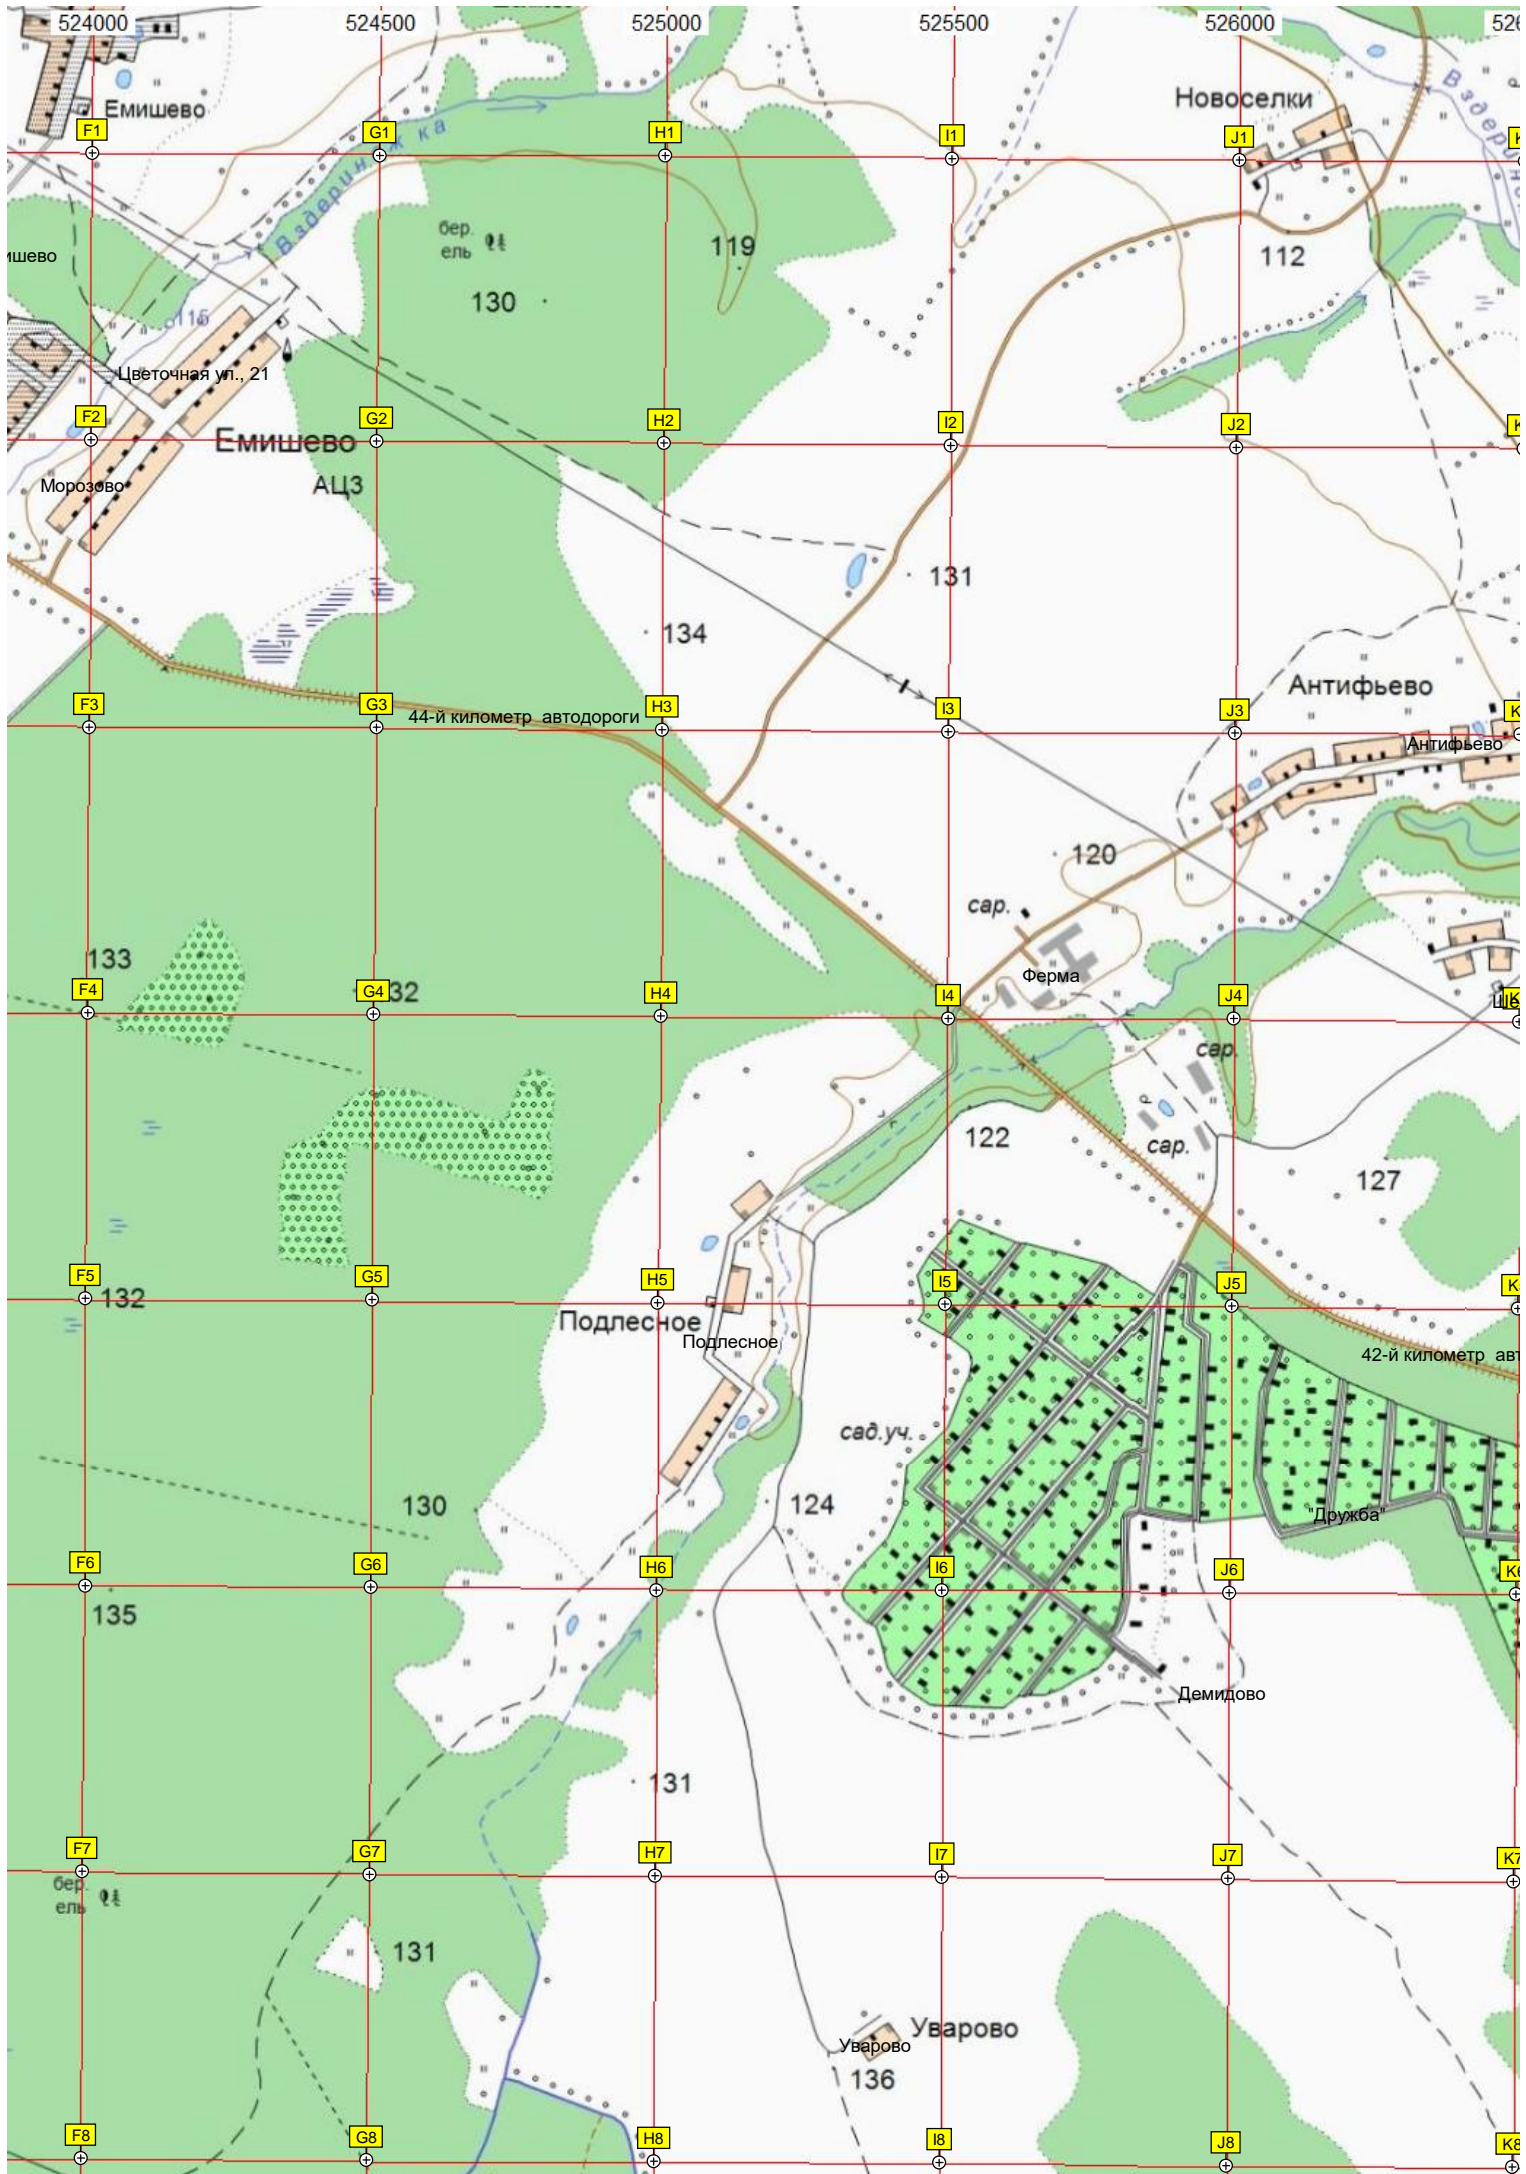 524000 524500 525000 525500 526000
Емишево
Новоселки
F1 G1 H1 I1 J1
Вздериножка
бер.
ель
119
112
130
115
Цветочная ул., 21
F2 G2 H2 I2 J2
Емишево
АЦЗ
Морозово
131
134
Антифьево
F3 G3 H3 I3 J3
44-й километр автодороги
Антифьево
120
сар.
133
Ферма
F4 G4 32 H4 I4 J4
сар.
122
сар.
127
F5 G5 H5 I5 J5
132
Подлесное
Подлесное
42-й километр
сад.уч.
130
124
"Дружба"
F6 G6 H6 I6 J6
135
Демидово
131
F7 G7 H7 I7 J7 K7
бер.
ель
131
Уварово
Уварово
136
F8 G8 H8 I8 J8 K8